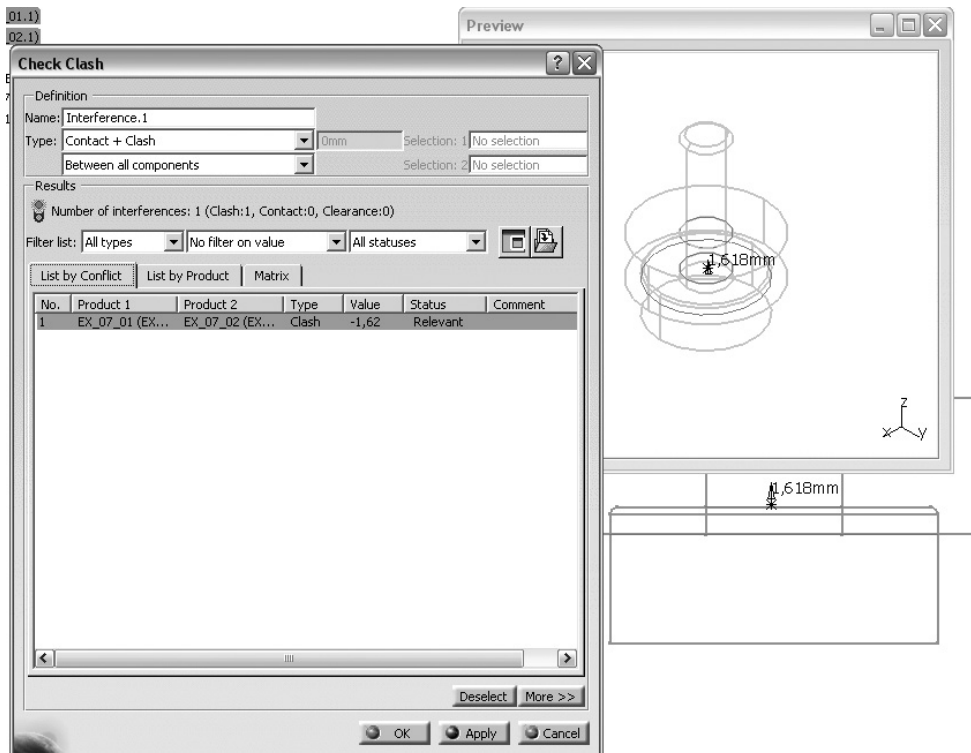 _01.1)
_02.1)
Check Clash
Definition
Name: Interference.1
Type: Contact + Clash 0mm Selection: 1 No selection
Between all components Selection: 2 No selection
Results
Number of interferences: 1 (Clash:1, Contact:0, Clearance:0)
Filter list: All types No filter on value All statuses
List by Conflict List by Product Matrix
No. Product 1 Product 2 Type Value Status Comment
1 EX_07_01 (EX... EX_07_02 (EX... Clash -1,62 Relevant
Deselect More >>
OK Apply Cancel
Preview
1,618mm
z
x y
1,618mm